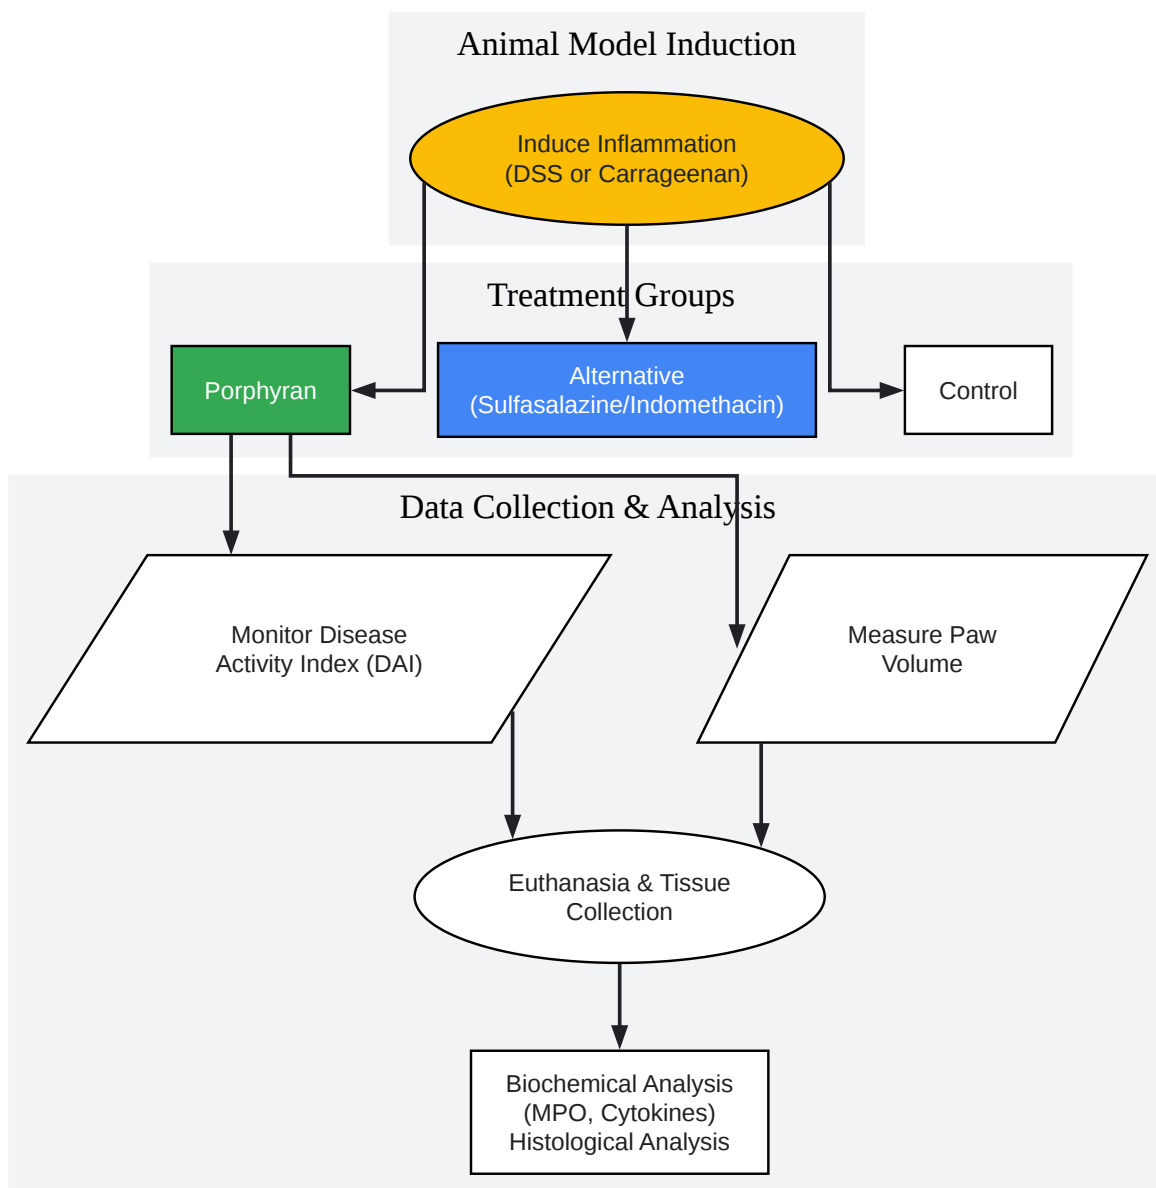 Animal Model Induction
Induce Inflammation
(DSS or Carrageenan)
Treatment Groups
Porphyran
Alternative
(Sulfasalazine/Indomethacin)
Control
Data Collection & Analysis
Monitor Disease
Activity Index (DAI)
Measure Paw
Volume
Euthanasia & Tissue
Collection
Biochemical Analysis
(MPO, Cytokines)
Histological Analysis